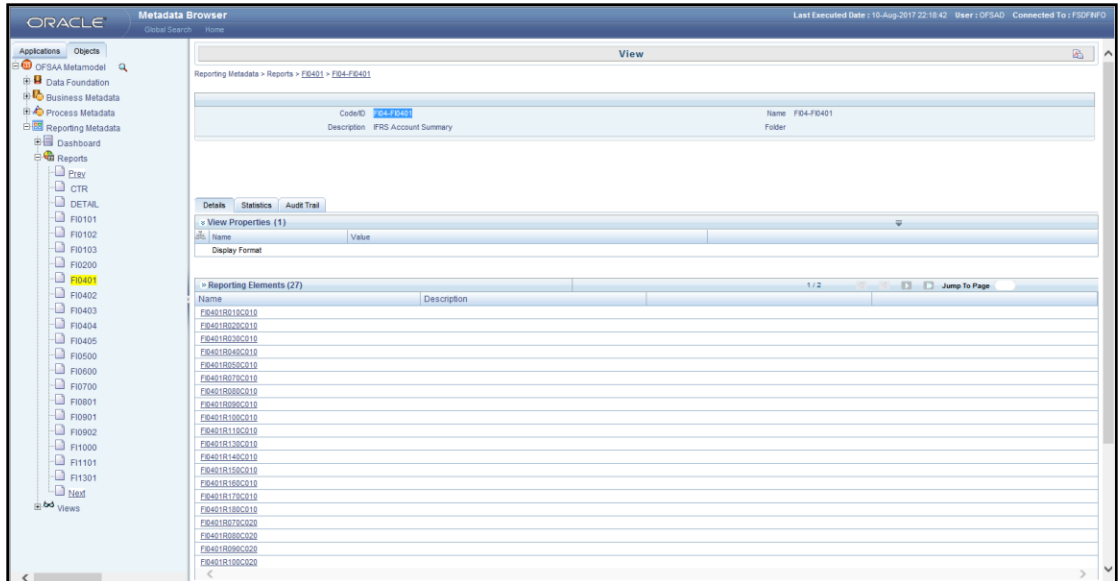 ORACLE
Metadata Browser
Last Executed Date : 10-Aug-2017 22:18:42 User : OFSAD Connected To : FSDFINFO
Global Search Home
Applications Objects
OFSAA Metamodel
Data Foundation
Business Metadata
Process Metadata
Reporting Metadata
Dashboard
Reports
Prev
CTR
DETAIL
FI0101
FI0102
FI0103
FI0200
FI0401
FI0402
FI0403
FI0404
FI0405
FI0500
FI0600
FI0700
FI0801
FI0901
FI0902
FI1000
FI1101
FI1301
Next
Views
View
Reporting Metadata > Reports > FI0401 > FI04-FI0401
Code/ID FI04-FI0401 Name FI04-FI0401
Description IFRS Account Summary Folder
Details Statistics Audit Trail
View Properties (1)
Name Value
Display Format
Reporting Elements (27) 1 / 2 Jump To Page
Name Description
FI0401R010C010
FI0401R020C010
FI0401R030C010
FI0401R040C010
FI0401R050C010
FI0401R070C010
FI0401R080C010
FI0401R090C010
FI0401R100C010
FI0401R110C010
FI0401R130C010
FI0401R140C010
FI0401R150C010
FI0401R160C010
FI0401R170C010
FI0401R180C010
FI0401R070C020
FI0401R080C020
FI0401R090C020
FI0401R100C020